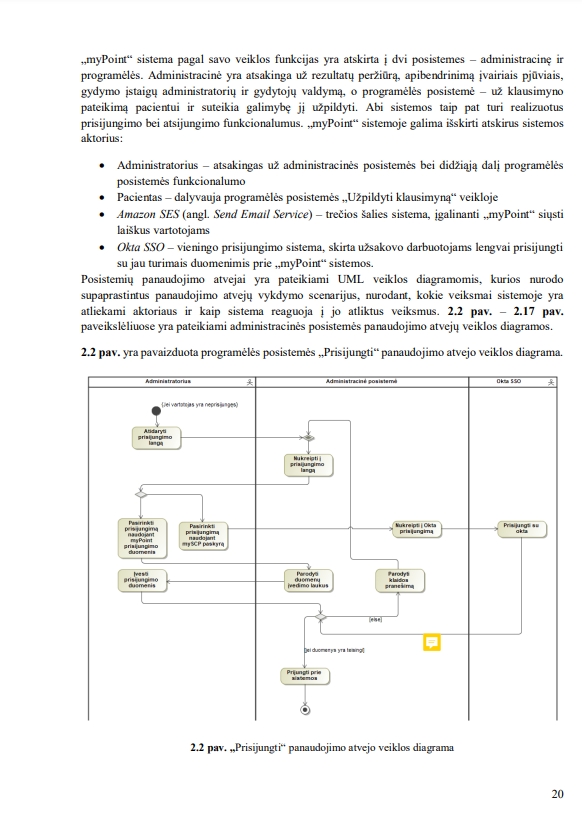 „myPoint“ sistema pagal savo veiklos funkcijas yra atskirta į dvi posistemes – administracinę ir
programėlės. Administracinė yra atsakinga už rezultatų peržiūrą, apibendrinimą įvairiais pjūviais,
gydymo įstaigų administratorių ir gydytojų valdymą, o programėlės posistemė – už klausimyno
pateikimą pacientui ir suteikia galimybę jį užpildyti. Abi sistemos taip pat turi realizuotus
prisijungimo bei atsijungimo funkcionalumus. „myPoint“ sistemoje galima išskirti atskirus sistemos
aktorius:
• Administratorius – atsakingas už administracinės posistemės bei didžiąją dalį programėlės
posistemės funkcionalumo
• Pacientas – dalyvauja programėlės posistemės „Užpildyti klausimyną“ veikloje
• Amazon SES (angl. Send Email Service) – trečios šalies sistema, įgalinanti „myPoint“ siųsti
laiškus vartotojams
• Okta SSO – vieningo prisijungimo sistema, skirta užsakovo darbuotojams lengvai prisijungti
su jau turimais duomenimis prie „myPoint“ sistemos.
Posistemių panaudojimo atvejai yra pateikiami UML veiklos diagramomis, kurios nurodo
supaprastintus panaudojimo atvejų vykdymo scenarijus, nurodant, kokie veiksmai sistemoje yra
atliekami aktoriaus ir kaip sistema reaguoja į jo atliktus veiksmus. 2.2 pav. – 2.17 pav.
paveikslėliuose yra pateikiami administracinės posistemės panaudojimo atvejų veiklos diagramos.
2.2 pav. yra pavaizduota programėlės posistemės „Prisijungti“ panaudojimo atvejo veiklos diagrama.
Administratorius
Administracinė posistemė
Okta SSO
[Jei vartotojas yra neprisijungęs]
Atidaryti
prisijungimo
langą
Nukreipti į
prisijungimo
langą
Pasirinkti
prisijungimą
naudojant
myPoint
prisijungimo
duomenis
Pasirinkti
prisijungimą
naudojant
mySCP paskyrą
Nukreipti į Okta
prisijungimą
Prisijungti su
okta
Įvesti
prisijungimo
duomenis
Parodyti
duomenų
įvedimo laukus
Parodyti
klaidos
pranešimą
[else]
[jei duomenys yra teisingi]
Prijungti prie
sistemos
2.2 pav. „Prisijungti“ panaudojimo atvejo veiklos diagrama
20